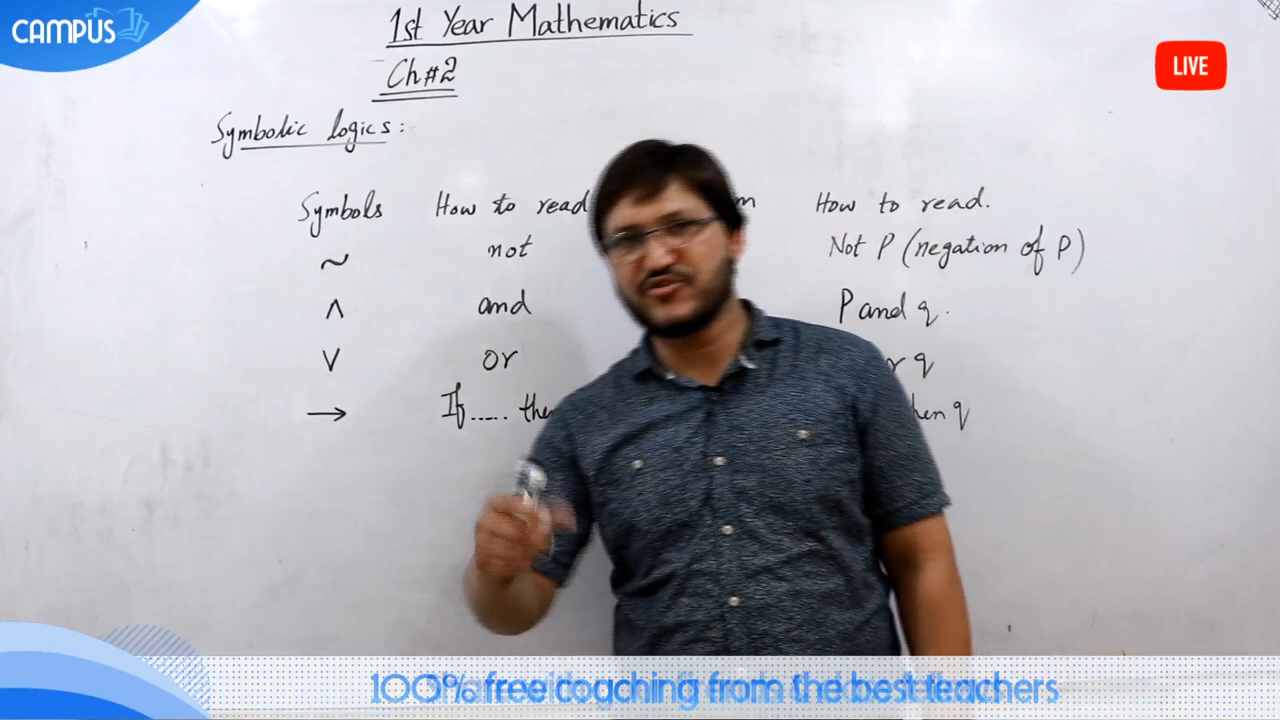 CAMPUS
LIVE
1st Year Mathematics
Ch#2
Symbolic logics:
Symbols How to read How to read.
~ not Not P (negation of P)
∧ and P and q.
∨ or q
→ If..... q
100% free coaching from the best teachers